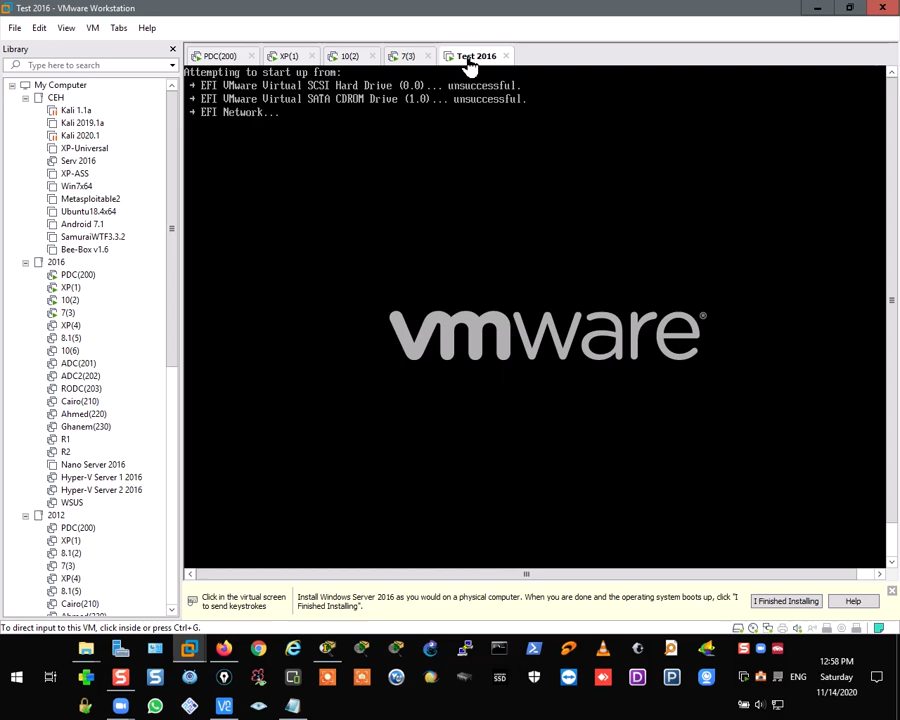 Test 2016 - VMware Workstation
File Edit View VM Tabs Help
Library
Type here to search
My Computer
CEH
Kali 1.1a
Kali 2019.1a
Kali 2020.1
XP-Universal
Serv 2016
XP-ASS
Win7x64
Metasploitable2
Ubuntu18.4x64
Android 7.1
SamuraiWTF3.3.2
Bee-Box v1.6
2016
PDC(200)
XP(1)
10(2)
7(3)
XP(4)
8.1(5)
10(6)
ADC(201)
ADC2(202)
RODC(203)
Cairo(210)
Ahmed(220)
Ghanem(230)
R1
R2
Nano Server 2016
Hyper-V Server 1 2016
Hyper-V Server 2 2016
WSUS
2012
PDC(200)
XP(1)
8.1(2)
7(3)
XP(4)
8.1(5)
Cairo(210)
PDC(200) XP(1) 10(2) 7(3) Test 2016
Attempting to start up from:
→ EFI VMware Virtual SCSI Hard Drive (0.0)... unsuccessful.
→ EFI VMware Virtual SATA CDROM Drive (1.0)... unsuccessful.
→ EFI Network...
vmware®
Click in the virtual screen
to send keystrokes
Install Windows Server 2016 as you would on a physical computer. When you are done and the operating system boots up, click "I
Finished Installing".
I Finished Installing
Help
To direct input to this VM, click inside or press Ctrl+G.
SSD
ENG
12:58 PM
Saturday
11/14/2020